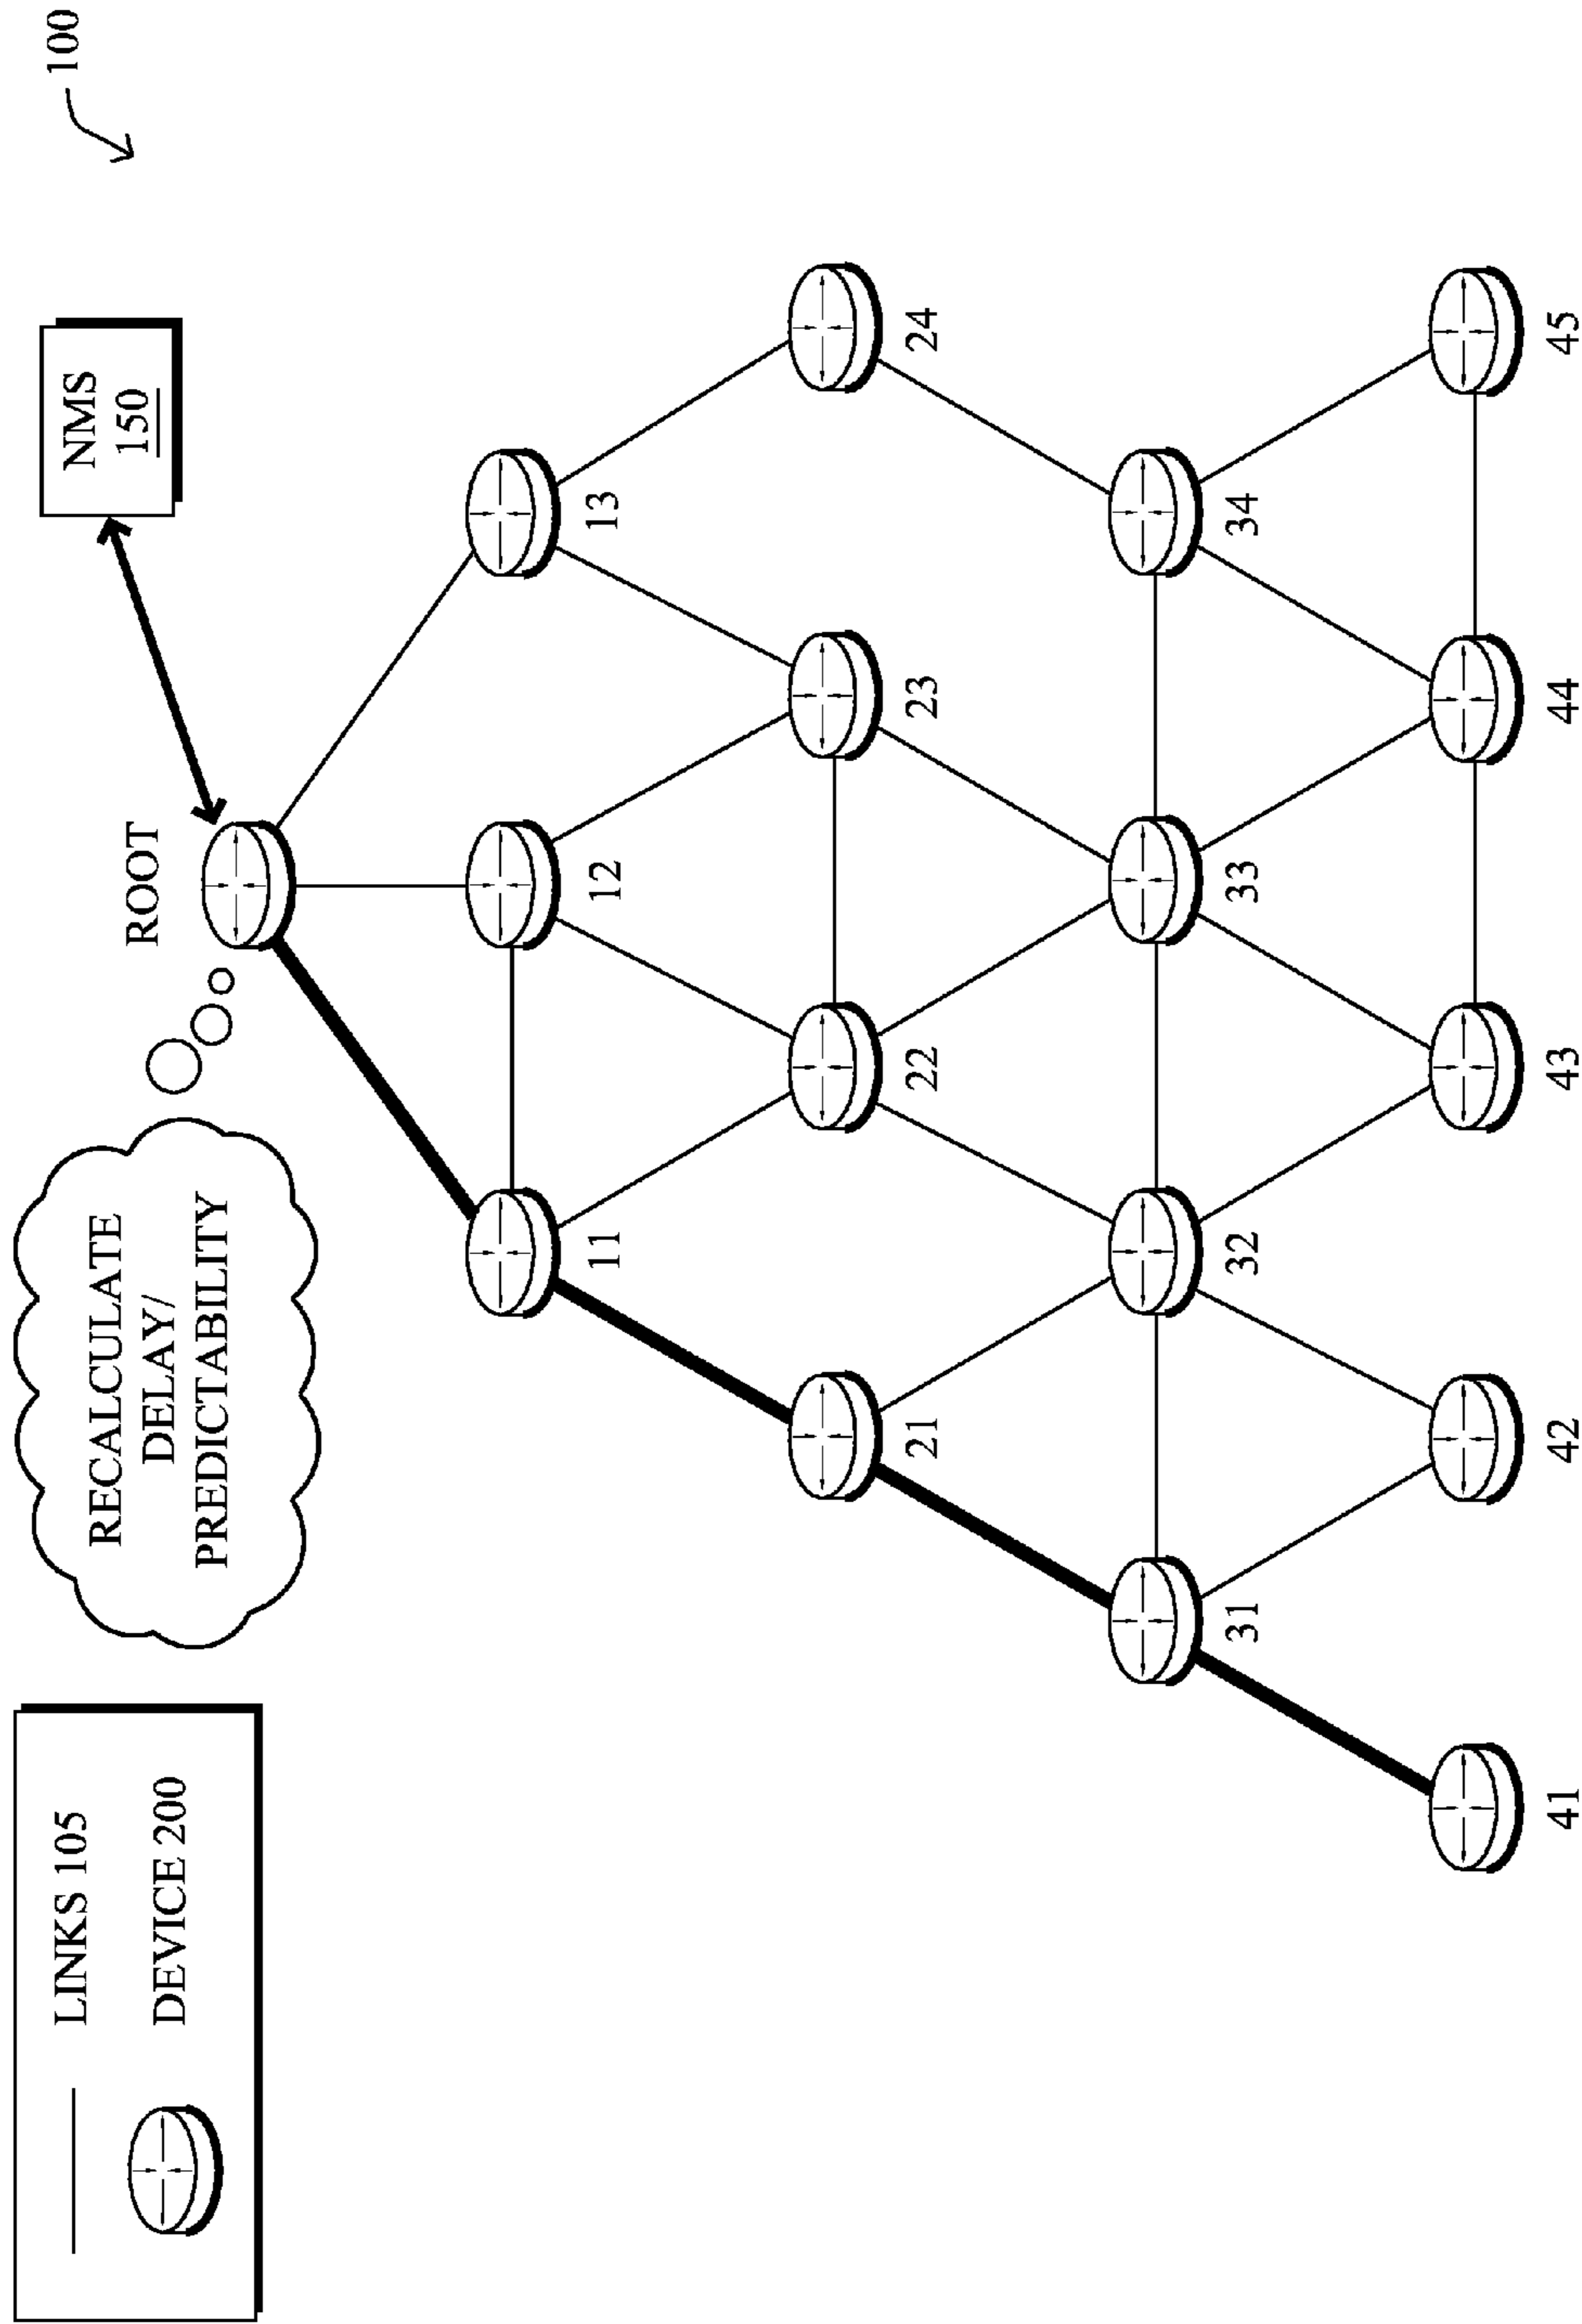 LINKS 105
DEVICE 200
RECALCULATE
DELAY/
PREDICTABILITY
ROOT
NMS
150
100
11
12
13
21
22
23
24
31
32
33
34
41
42
43
44
45